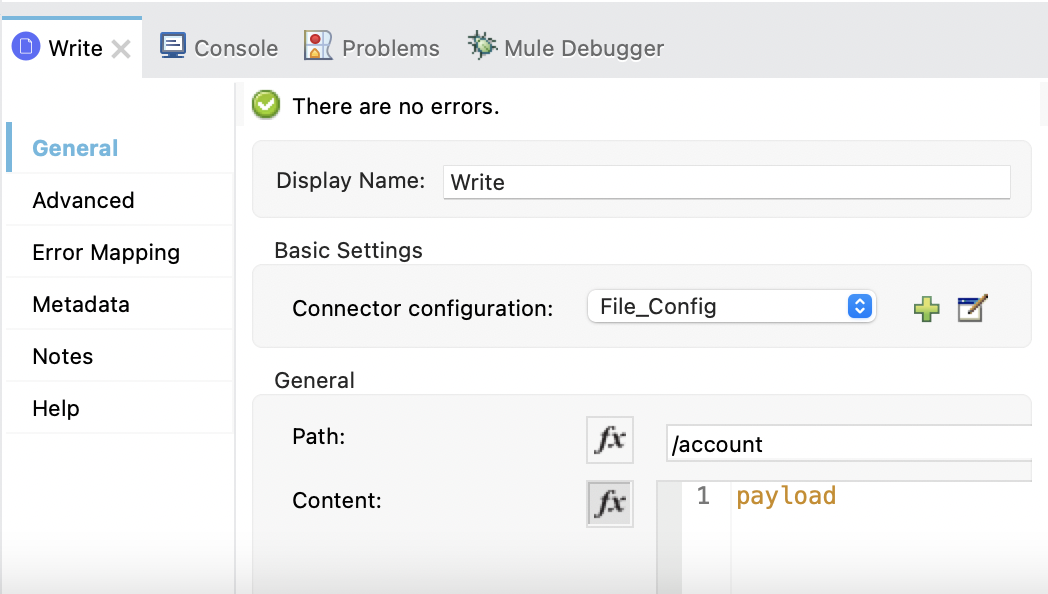 Write Console Problems Mule Debugger
There are no errors.
General
Display Name: Write
Advanced
Basic Settings
Error Mapping
Connector configuration: File_Config
Metadata
Notes
General
Help
Path: fx /account
Content: fx 1 payload